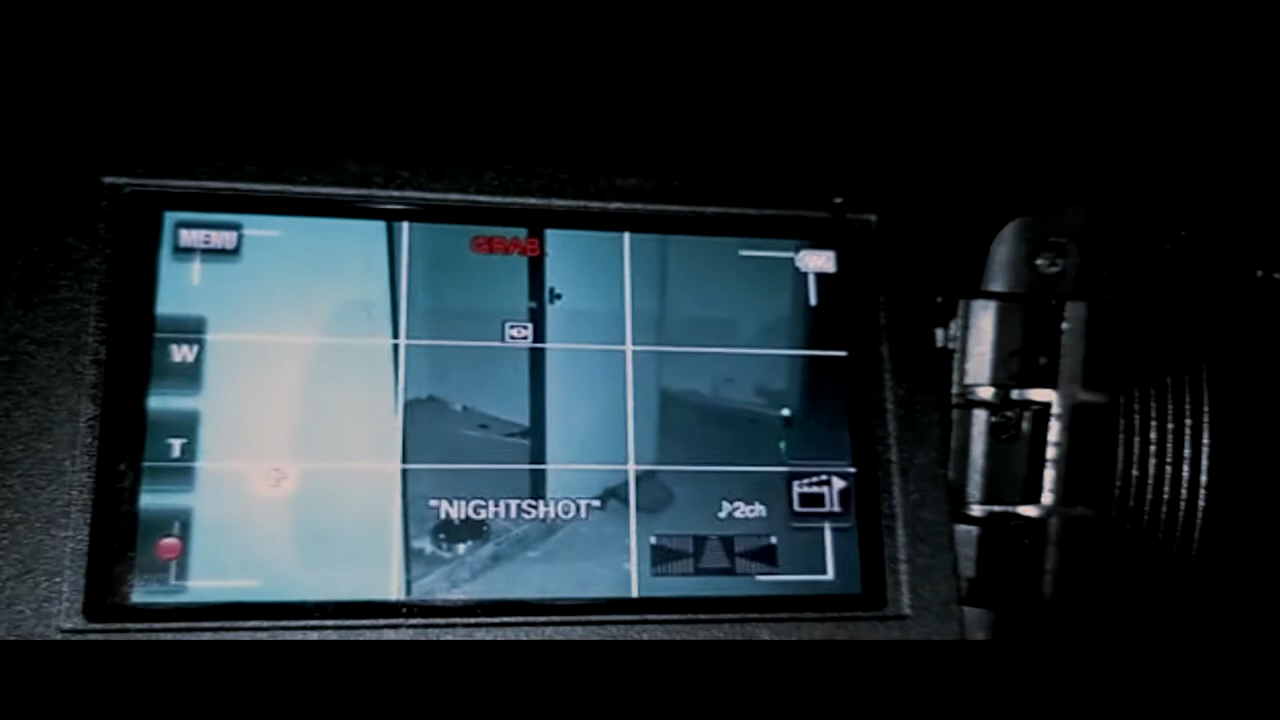 MENU
GRAB
W
T
"NIGHTSHOT"
♪2ch